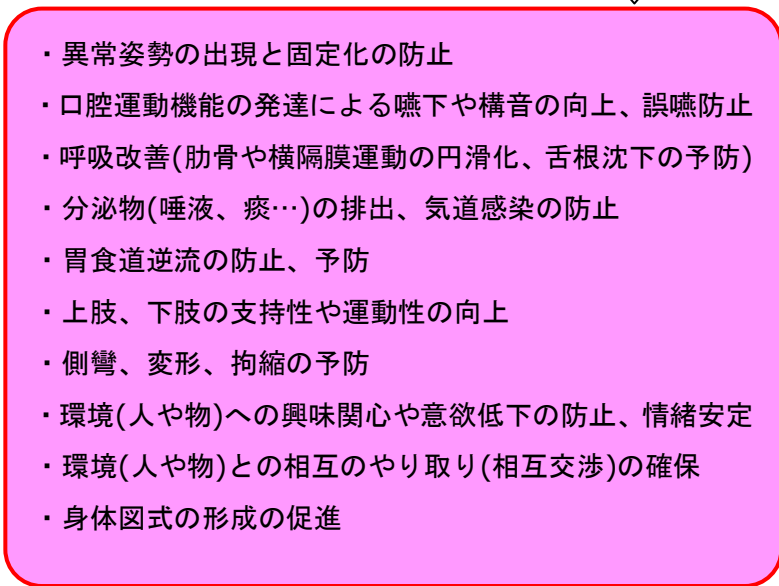 ・異常姿勢の出現と固定化の防止
・口腔運動機能の発達による嚥下や構音の向上、誤嚥防止
・呼吸改善(肋骨や横隔膜運動の円滑化、舌根沈下の予防)
・分泌物(唾液、痰…)の排出、気道感染の防止
・胃食道逆流の防止、予防
・上肢、下肢の支持性や運動性の向上
・側彎、変形、拘縮の予防
・環境(人や物)への興味関心や意欲低下の防止、情緒安定
・環境(人や物)との相互のやり取り(相互交渉)の確保
・身体図式の形成の促進